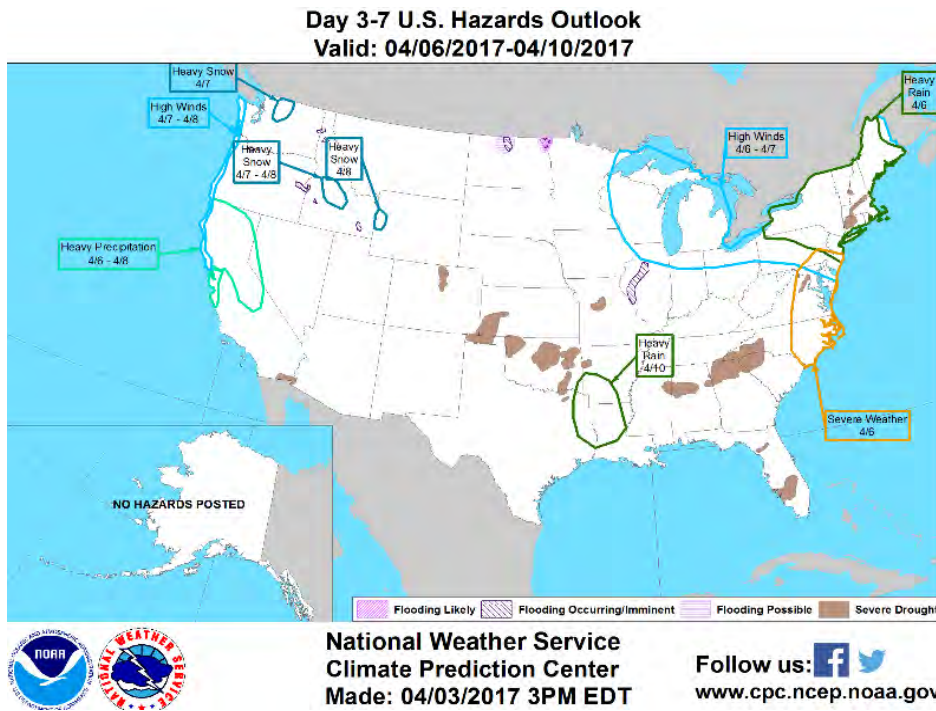 Day 3-7 U.S. Hazards Outlook
Valid: 04/06/2017-04/10/2017
Heavy Snow
4/7
High Winds
4/7 - 4/8
Heavy
Snow
4/7 - 4/8
Heavy
Snow
4/8
High Winds
4/6 - 4/7
Heavy
Rain
4/6
Heavy Precipitation
4/6 - 4/8
Heavy
Rain
4/10
Severe Weather
4/6
NO HAZARDS POSTED
Flooding Likely
Flooding Occurring/Imminent
Flooding Possible
Severe Drought
NOAA
NATIONAL WEATHER SERVICE
National Weather Service
Climate Prediction Center
Made: 04/03/2017 3PM EDT
Follow us:
www.cpc.ncep.noaa.gov